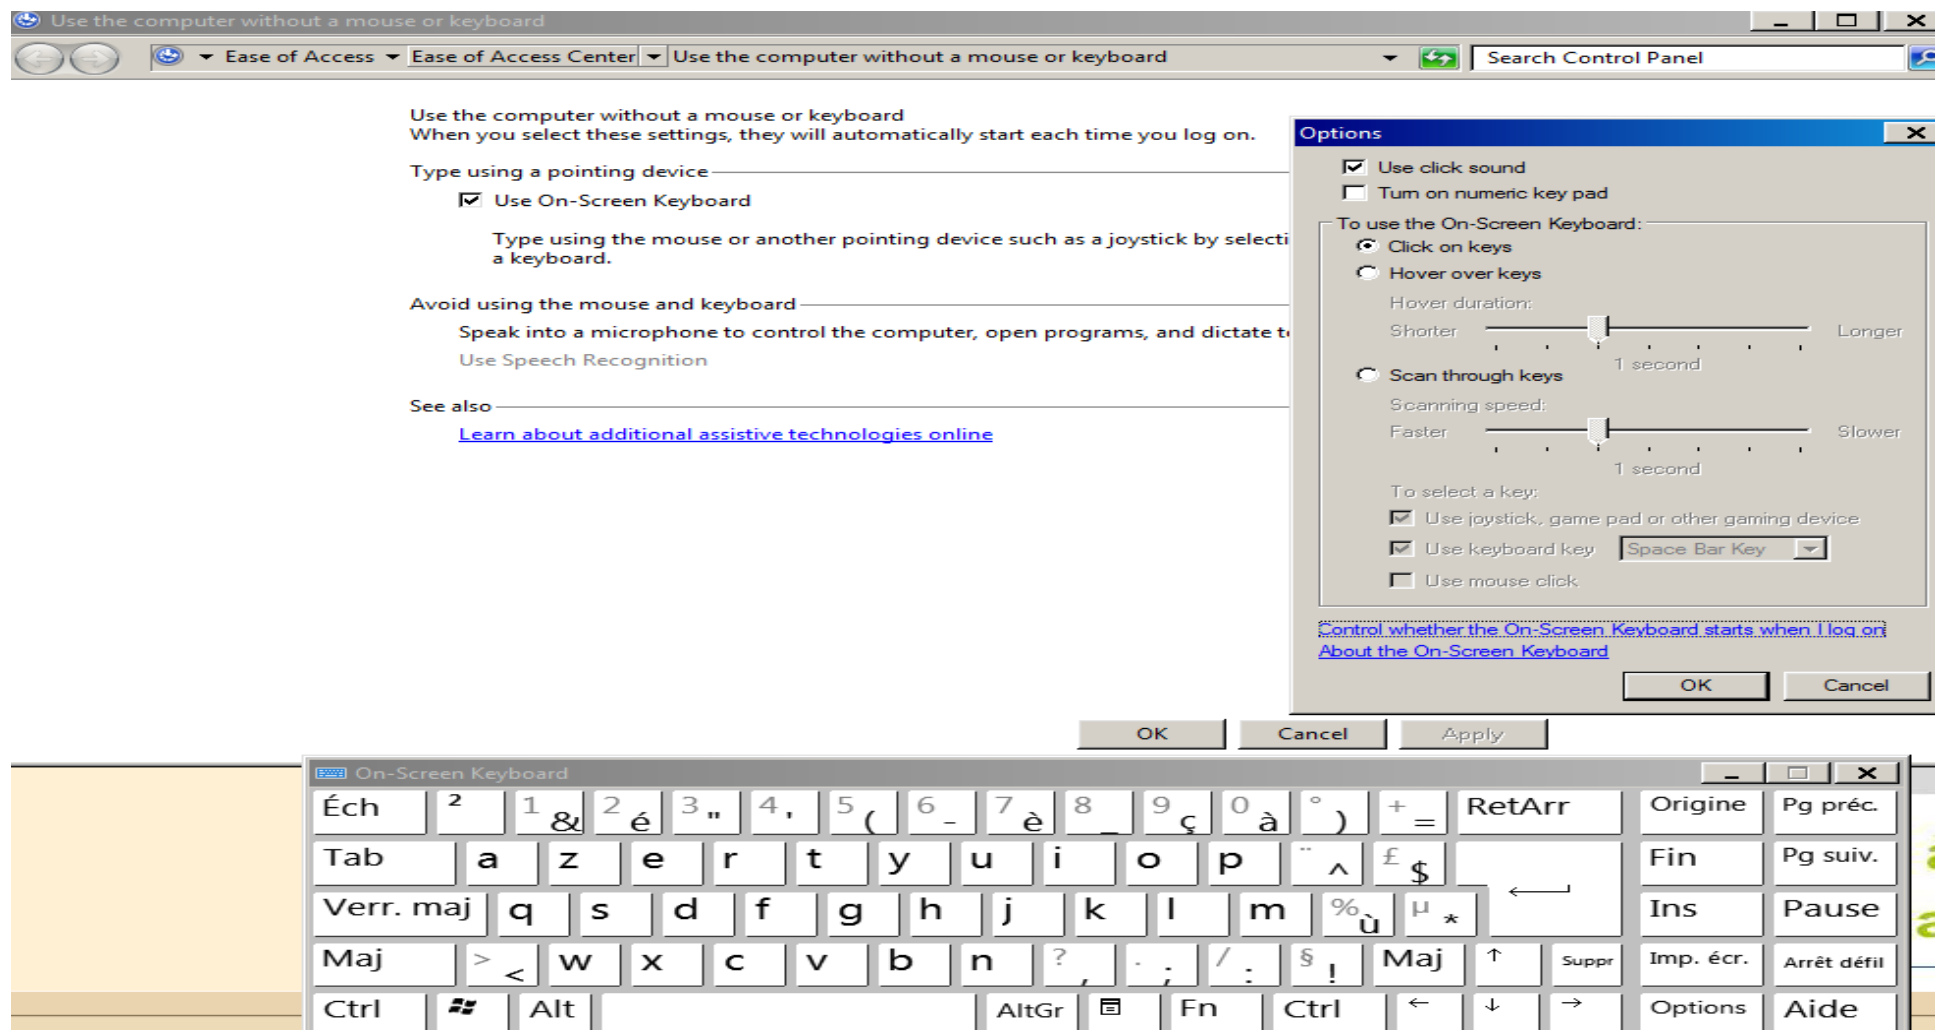 Use the computer without a mouse or keyboard
Ease of Access Ease of Access Center Use the computer without a mouse or keyboard Search Control Panel
Use the computer without a mouse or keyboard
When you select these settings, they will automatically start each time you log on.
Type using a pointing device
Use On-Screen Keyboard
Type using the mouse or another pointing device such as a joystick by selecti
a keyboard.
Avoid using the mouse and keyboard
Speak into a microphone to control the computer, open programs, and dictate t
Use Speech Recognition
See also
Learn about additional assistive technologies online
OK Cancel Apply
Options
Use click sound
Turn on numeric key pad
To use the On-Screen Keyboard:
Click on keys
Hover over keys
Hover duration:
Shorter Longer
1 second
Scan through keys
Scanning speed:
Faster Slower
1 second
To select a key:
Use joystick, game pad or other gaming device
Use keyboard key Space Bar Key
Use mouse click
Control whether the On-Screen Keyboard starts when I log on
About the On-Screen Keyboard
OK Cancel
On-Screen Keyboard
Éch ² 1 & 2 é 3 " 4 ' 5 ( 6 - 7 è 8 _ 9 ç 0 à ° ) + = RetArr Origine Pg préc.
Tab a z e r t y u i o p ¨ ^ £ $ Fin Pg suiv.
Verr. maj q s d f g h j k l m % ù µ * Ins Pause
Maj > < w x c v b n ? , . ; / : § ! Maj ↑ Suppr Imp. écr. Arrêt défil
Ctrl Alt AltGr Fn Ctrl ← ↓ → Options Aide